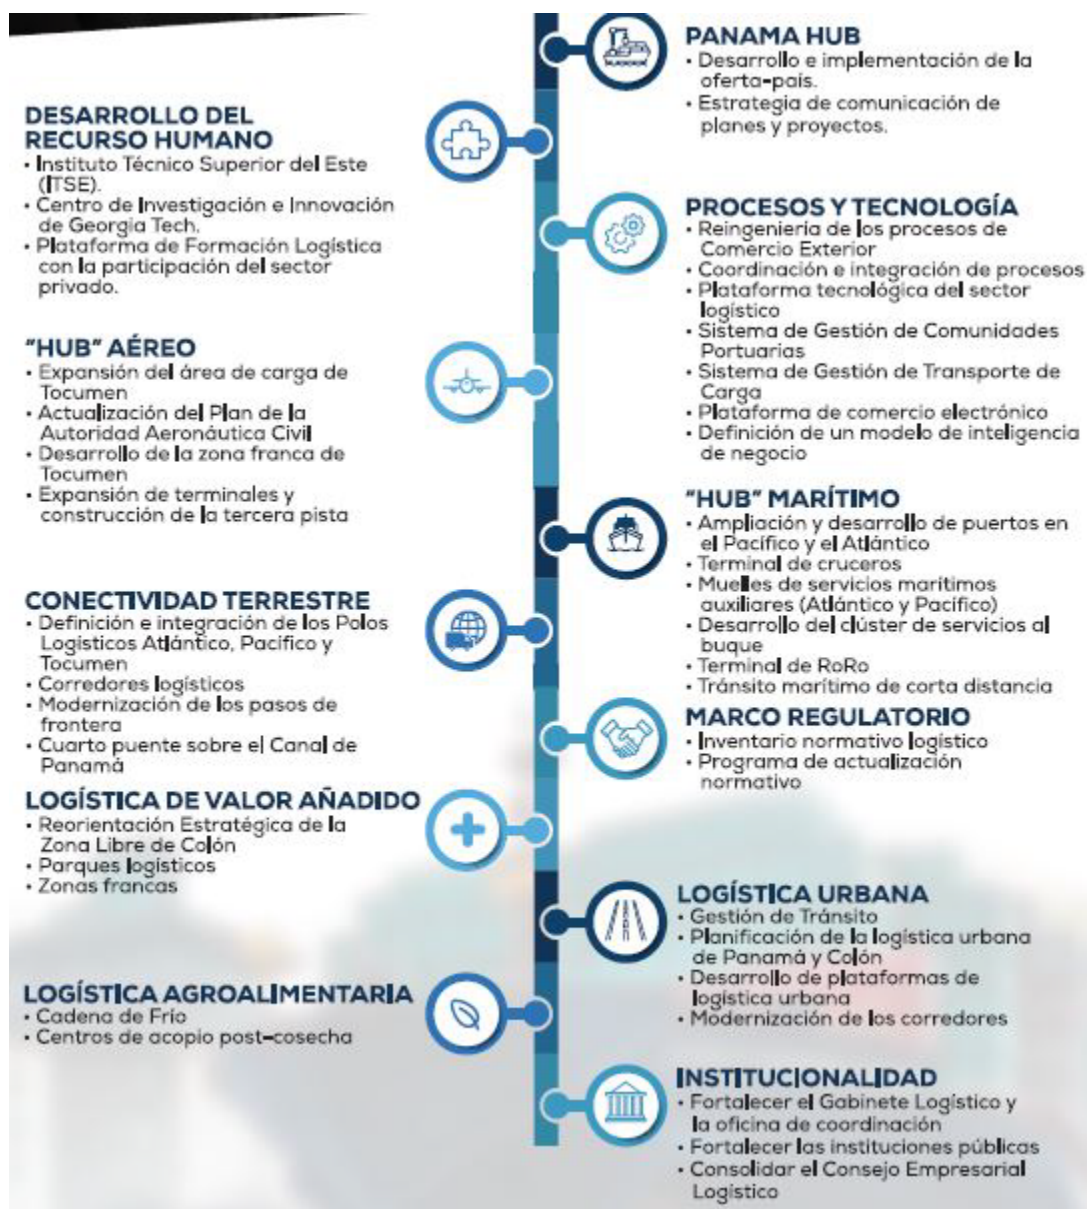 PANAMA HUB
• Desarrollo e implementación de la
oferta-país.
• Estrategia de comunicación de
planes y proyectos.
DESARROLLO DEL
RECURSO HUMANO
• Instituto Técnico Superior del Este
(ITSE).
• Centro de Investigación e Innovación
de Georgia Tech.
• Plataforma de Formación Logística
con la participación del sector
privado.
PROCESOS Y TECNOLOGÍA
• Reingeniería de los procesos de
Comercio Exterior
• Coordinación e integración de procesos
• Plataforma tecnológica del sector
logístico
• Sistema de Gestión de Comunidades
Portuarias
• Sistema de Gestión de Transporte de
Carga
• Plataforma de comercio electrónico
• Definición de un modelo de inteligencia
de negocio
"HUB" AÉREO
• Expansión del área de carga de
Tocumen
• Actualización del Plan de la
Autoridad Aeronáutica Civil
• Desarrollo de la zona franca de
Tocumen
• Expansión de terminales y
construcción de la tercera pista
"HUB" MARÍTIMO
• Ampliación y desarrollo de puertos en
el Pacífico y el Atlántico
• Terminal de cruceros
• Muelles de servicios marítimos
auxiliares (Atlántico y Pacífico)
• Desarrollo del clúster de servicios al
buque
• Terminal de RoRo
• Tránsito marítimo de corta distancia
CONECTIVIDAD TERRESTRE
• Definición e integración de los Polos
Logisticos Atlántico, Pacifico y
Tocumen
• Corredores logísticos
• Modernización de los pasos de
frontera
• Cuarto puente sobre el Canal de
Panamá
MARCO REGULATORIO
• Inventario normativo logístico
• Programa de actualización
normativo
LOGÍSTICA DE VALOR AÑADIDO
• Reorientación Estratégica de la
Zona Libre de Colón
• Parques logísticos
• Zonas francas
LOGÍSTICA URBANA
• Gestión de Tránsito
• Planificación de la logística urbana
de Panamá y Colón
• Desarrollo de plataformas de
logística urbana
• Modernización de los corredores
LOGÍSTICA AGROALIMENTARIA
• Cadena de Frío
• Centros de acopio post-cosecha
INSTITUCIONALIDAD
• Fortalecer el Gabinete Logístico y
la oficina de coordinación
• Fortalecer las instituciones públicas
• Consolidar el Consejo Empresarial
Logístico